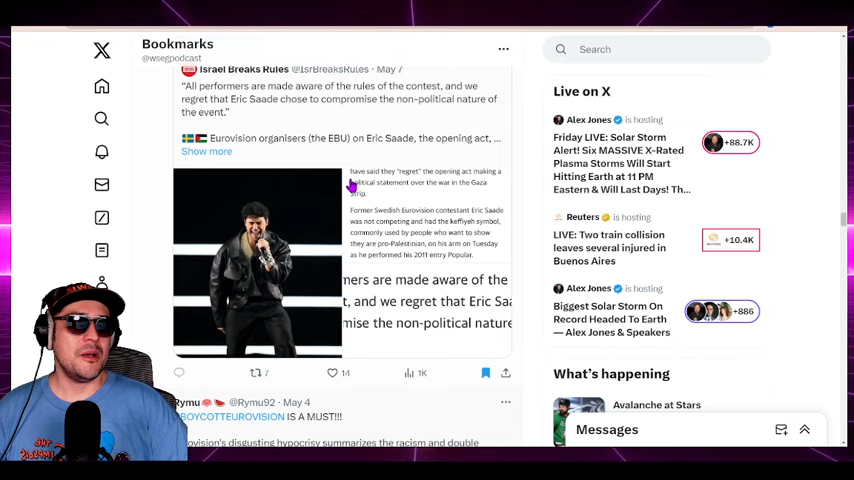 Bookmarks
@wsegpodcast
Search
Israel Breaks Rules @IsrBreaksRules · May 7
"All performers are made aware of the rules of the contest, and we
regret that Eric Saade chose to compromise the non-political nature of
the event."
Eurovision organisers (the EBU) on Eric Saade, the opening act, ...
Show more
have said they "regret" the opening act making a
political statement over the war in the Gaza
Strip.
Former Swedish Eurovision contestant Eric Saade
was not competing and had the keffiyeh symbol,
commonly used by people who want to show
they are pro-Palestinian, on his arm on Tuesday
as he performed his 2011 entry Popular.
mers are made aware of the
t, and we regret that Eric Saa
mise the non-political nature
7
14
1K
Rymu @Rymu92 · May 4
BOYCOTTEUROVISION IS A MUST!!!
rovision's disgusting hypocrisy summarizes the racism and double
Live on X
Alex Jones is hosting
Friday LIVE: Solar Storm
Alert! Six MASSIVE X-Rated
Plasma Storms Will Start
Hitting Earth at 11 PM
Eastern & Will Last Days! Th...
+88.7K
Reuters is hosting
LIVE: Two train collision
leaves several injured in
Buenos Aires
+10.4K
Alex Jones is hosting
Biggest Solar Storm On
Record Headed To Earth
— Alex Jones & Speakers
+886
What's happening
Avalanche at Stars
Messages